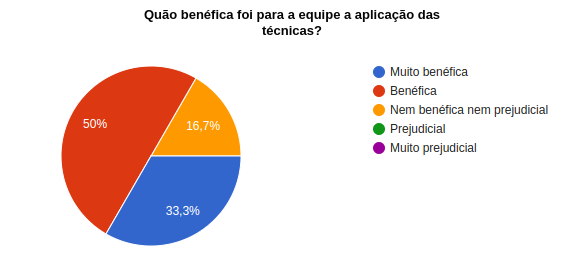 Quão benéfica foi para a equipe a aplicação das
técnicas?
Muito benéfica
Benéfica
Nem benéfica nem prejudicial
Prejudicial
Muito prejudicial
50%
16,7%
33,3%